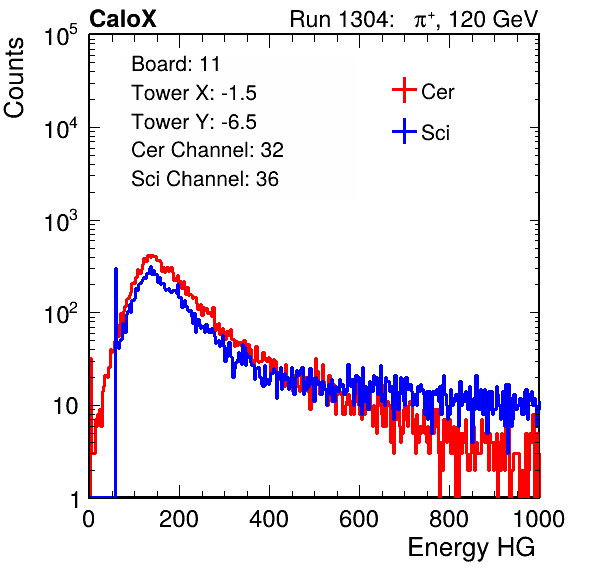 CaloX Run 1304: π⁺, 120 GeV
Counts
10⁵
10⁴
10³
10²
10
1
Board: 11
Tower X: -1.5
Tower Y: -6.5
Cer Channel: 32
Sci Channel: 36
Cer
Sci
0 200 400 600 800 1000
Energy HG